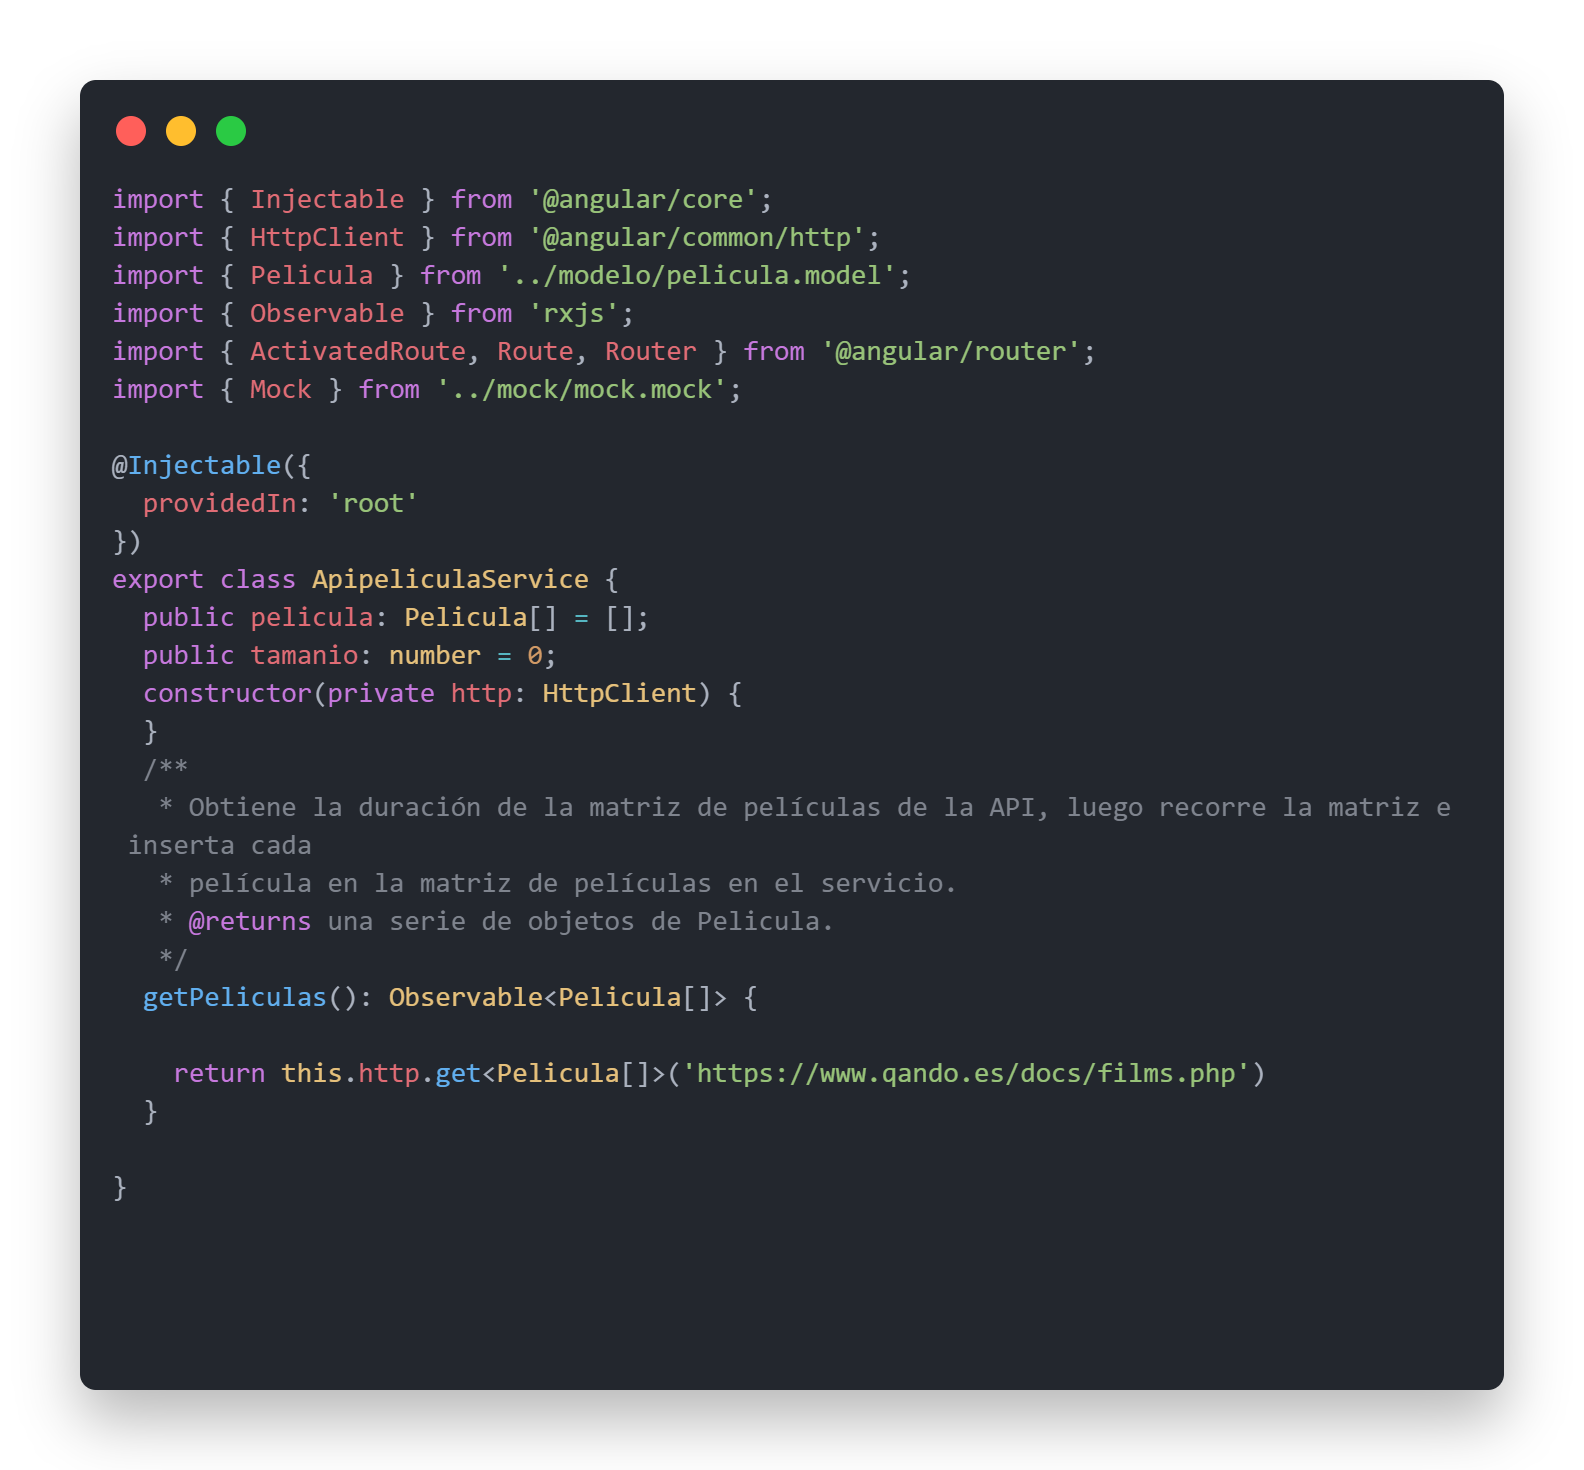 import { Injectable } from '@angular/core';
import { HttpClient } from '@angular/common/http';
import { Pelicula } from '../modelo/pelicula.model';
import { Observable } from 'rxjs';
import { ActivatedRoute, Route, Router } from '@angular/router';
import { Mock } from '../mock/mock.mock';

@Injectable({
  providedIn: 'root'
})
export class ApipeliculaService {
  public pelicula: Pelicula[] = [];
  public tamanio: number = 0;
  constructor(private http: HttpClient) {
  }
  /**
   * Obtiene la duración de la matriz de películas de la API, luego recorre la matriz e
 inserta cada
   * película en la matriz de películas en el servicio.
   * @returns una serie de objetos de Pelicula.
   */
  getPeliculas(): Observable<Pelicula[]> {

    return this.http.get<Pelicula[]>('https://www.qando.es/docs/films.php')
  }

}